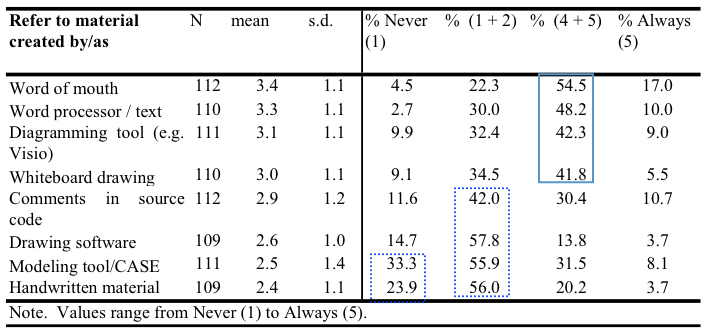 Refer to material created by/as N mean s.d. % Never (1) % (1 + 2) % (4 + 5) % Always (5)
Word of mouth 112 3.4 1.1 4.5 22.3 54.5 17.0
Word processor / text 110 3.3 1.1 2.7 30.0 48.2 10.0
Diagramming tool (e.g. Visio) 111 3.1 1.1 9.9 32.4 42.3 9.0
Whiteboard drawing 110 3.0 1.1 9.1 34.5 41.8 5.5
Comments in source code 112 2.9 1.2 11.6 42.0 30.4 10.7
Drawing software 109 2.6 1.0 14.7 57.8 13.8 3.7
Modeling tool/CASE 111 2.5 1.4 33.3 55.9 31.5 8.1
Handwritten material 109 2.4 1.1 23.9 56.0 20.2 3.7
Note. Values range from Never (1) to Always (5).